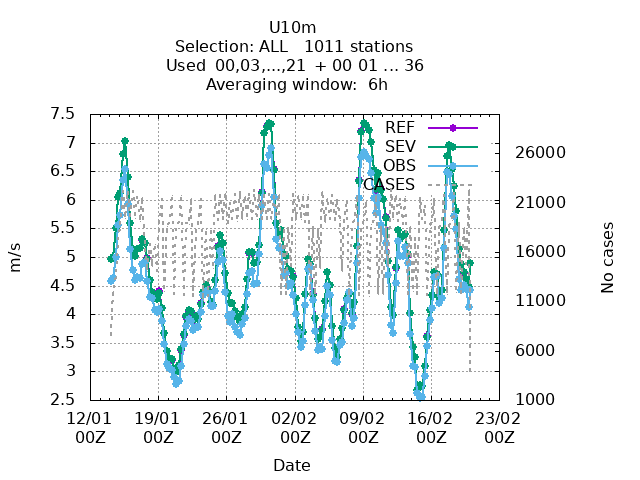 U10m
Selection: ALL   1011 stations
Used  00,03,...,21  + 00 01 ... 36
Averaging window:  6h
7.5
7
6.5
6
5.5
5
4.5
4
3.5
3
2.5
m/s
REF
SEV
OBS
CASES
26000
21000
16000
11000
6000
1000
No cases
12/01 19/01 26/01 02/02 09/02 16/02 23/02
00Z 00Z 00Z 00Z 00Z 00Z 00Z
Date